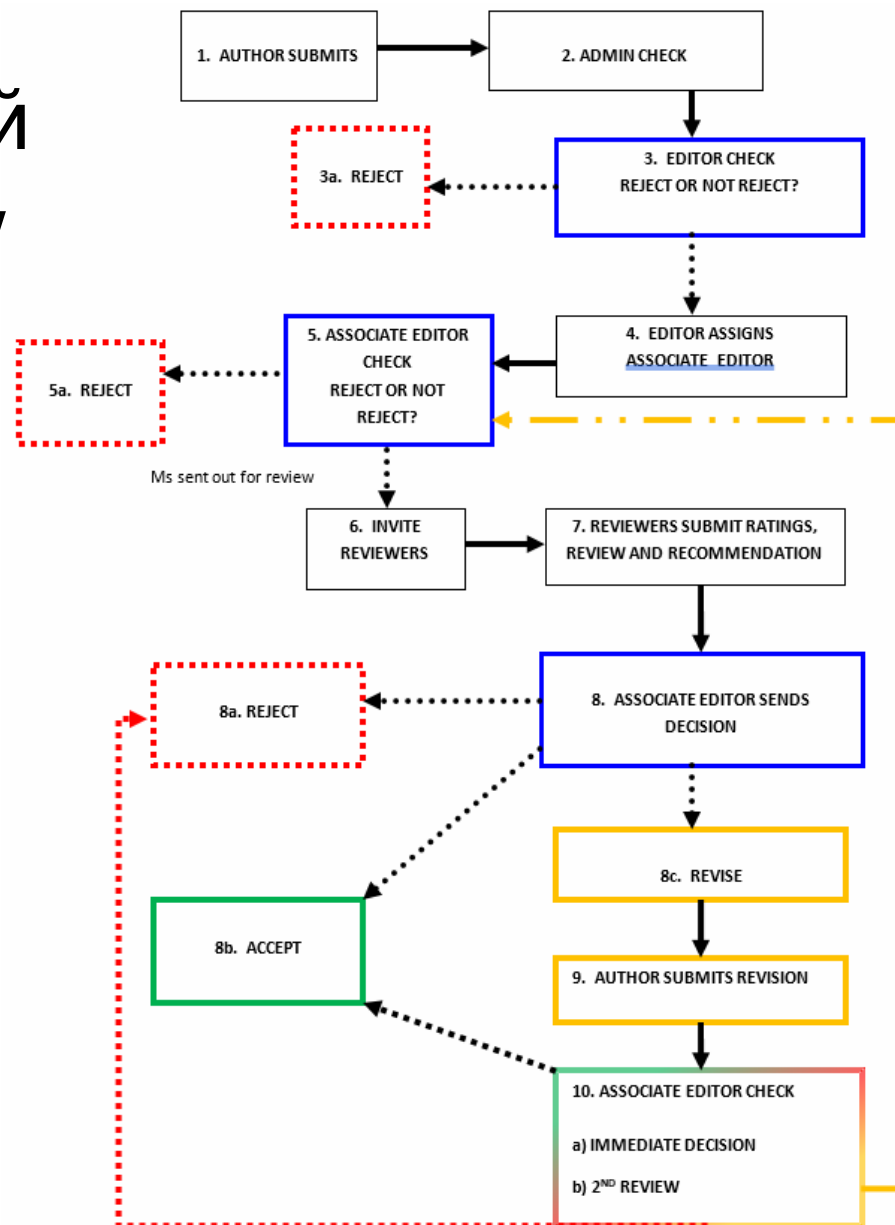 1. AUTHOR SUBMITS
2. ADMIN CHECK
й
3. EDITOR CHECK
REJECT OR NOT REJECT?
3a. REJECT
4. EDITOR ASSIGNS
ASSOCIATE EDITOR
5. ASSOCIATE EDITOR
CHECK
REJECT OR NOT
REJECT?
5a. REJECT
Ms sent out for review
6. INVITE
REVIEWERS
7. REVIEWERS SUBMIT RATINGS,
REVIEW AND RECOMMENDATION
8. ASSOCIATE EDITOR SENDS
DECISION
8a. REJECT
8c. REVISE
8b. ACCEPT
9. AUTHOR SUBMITS REVISION
10. ASSOCIATE EDITOR CHECK
a) IMMEDIATE DECISION
b) 2ND REVIEW